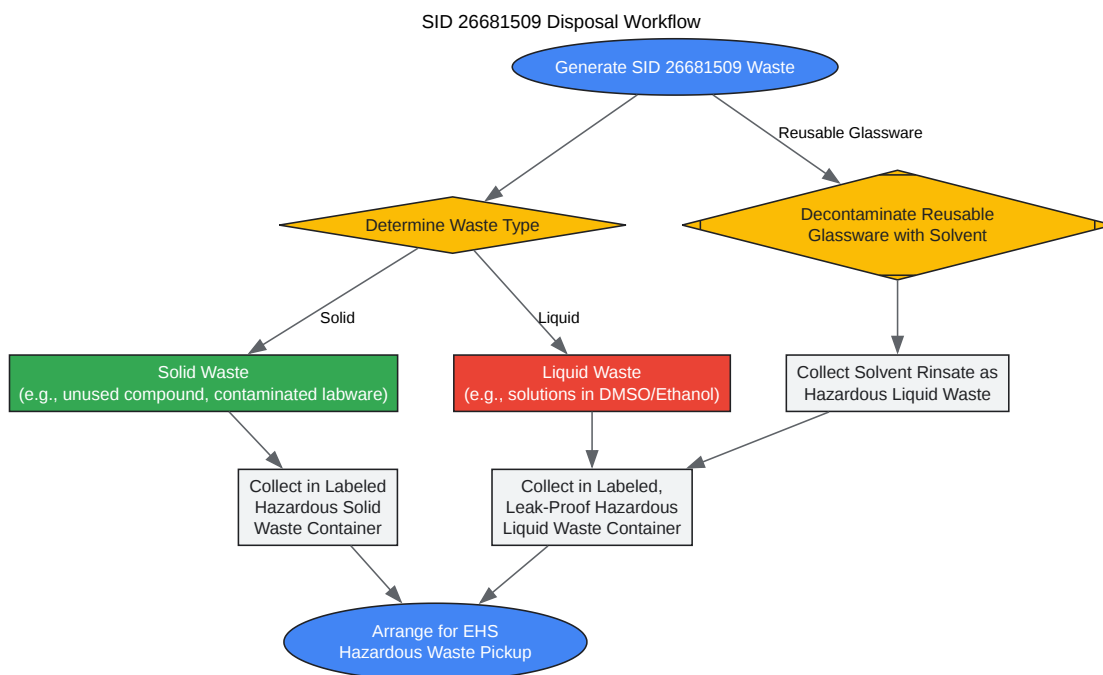 SID 26681509 Disposal Workflow
Generate SID 26681509 Waste
Reusable Glassware
Determine Waste Type
Decontaminate Reusable
Glassware with Solvent
Solid
Liquid
Solid Waste
(e.g., unused compound, contaminated labware)
Liquid Waste
(e.g., solutions in DMSO/Ethanol)
Collect Solvent Rinsate as
Hazardous Liquid Waste
Collect in Labeled
Hazardous Solid
Waste Container
Collect in Labeled,
Leak-Proof Hazardous
Liquid Waste Container
Arrange for EHS
Hazardous Waste Pickup